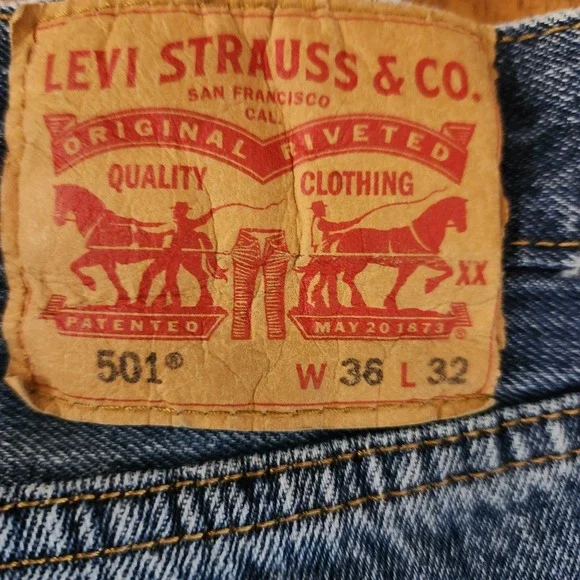 LEVI STRAUSS & CO.
SAN FRANCISCO
CAL.
ORIGINAL RIVETED
QUALITY CLOTHING
XX
PATENTED MAY 20 1873 ®
501® W 36 L 32